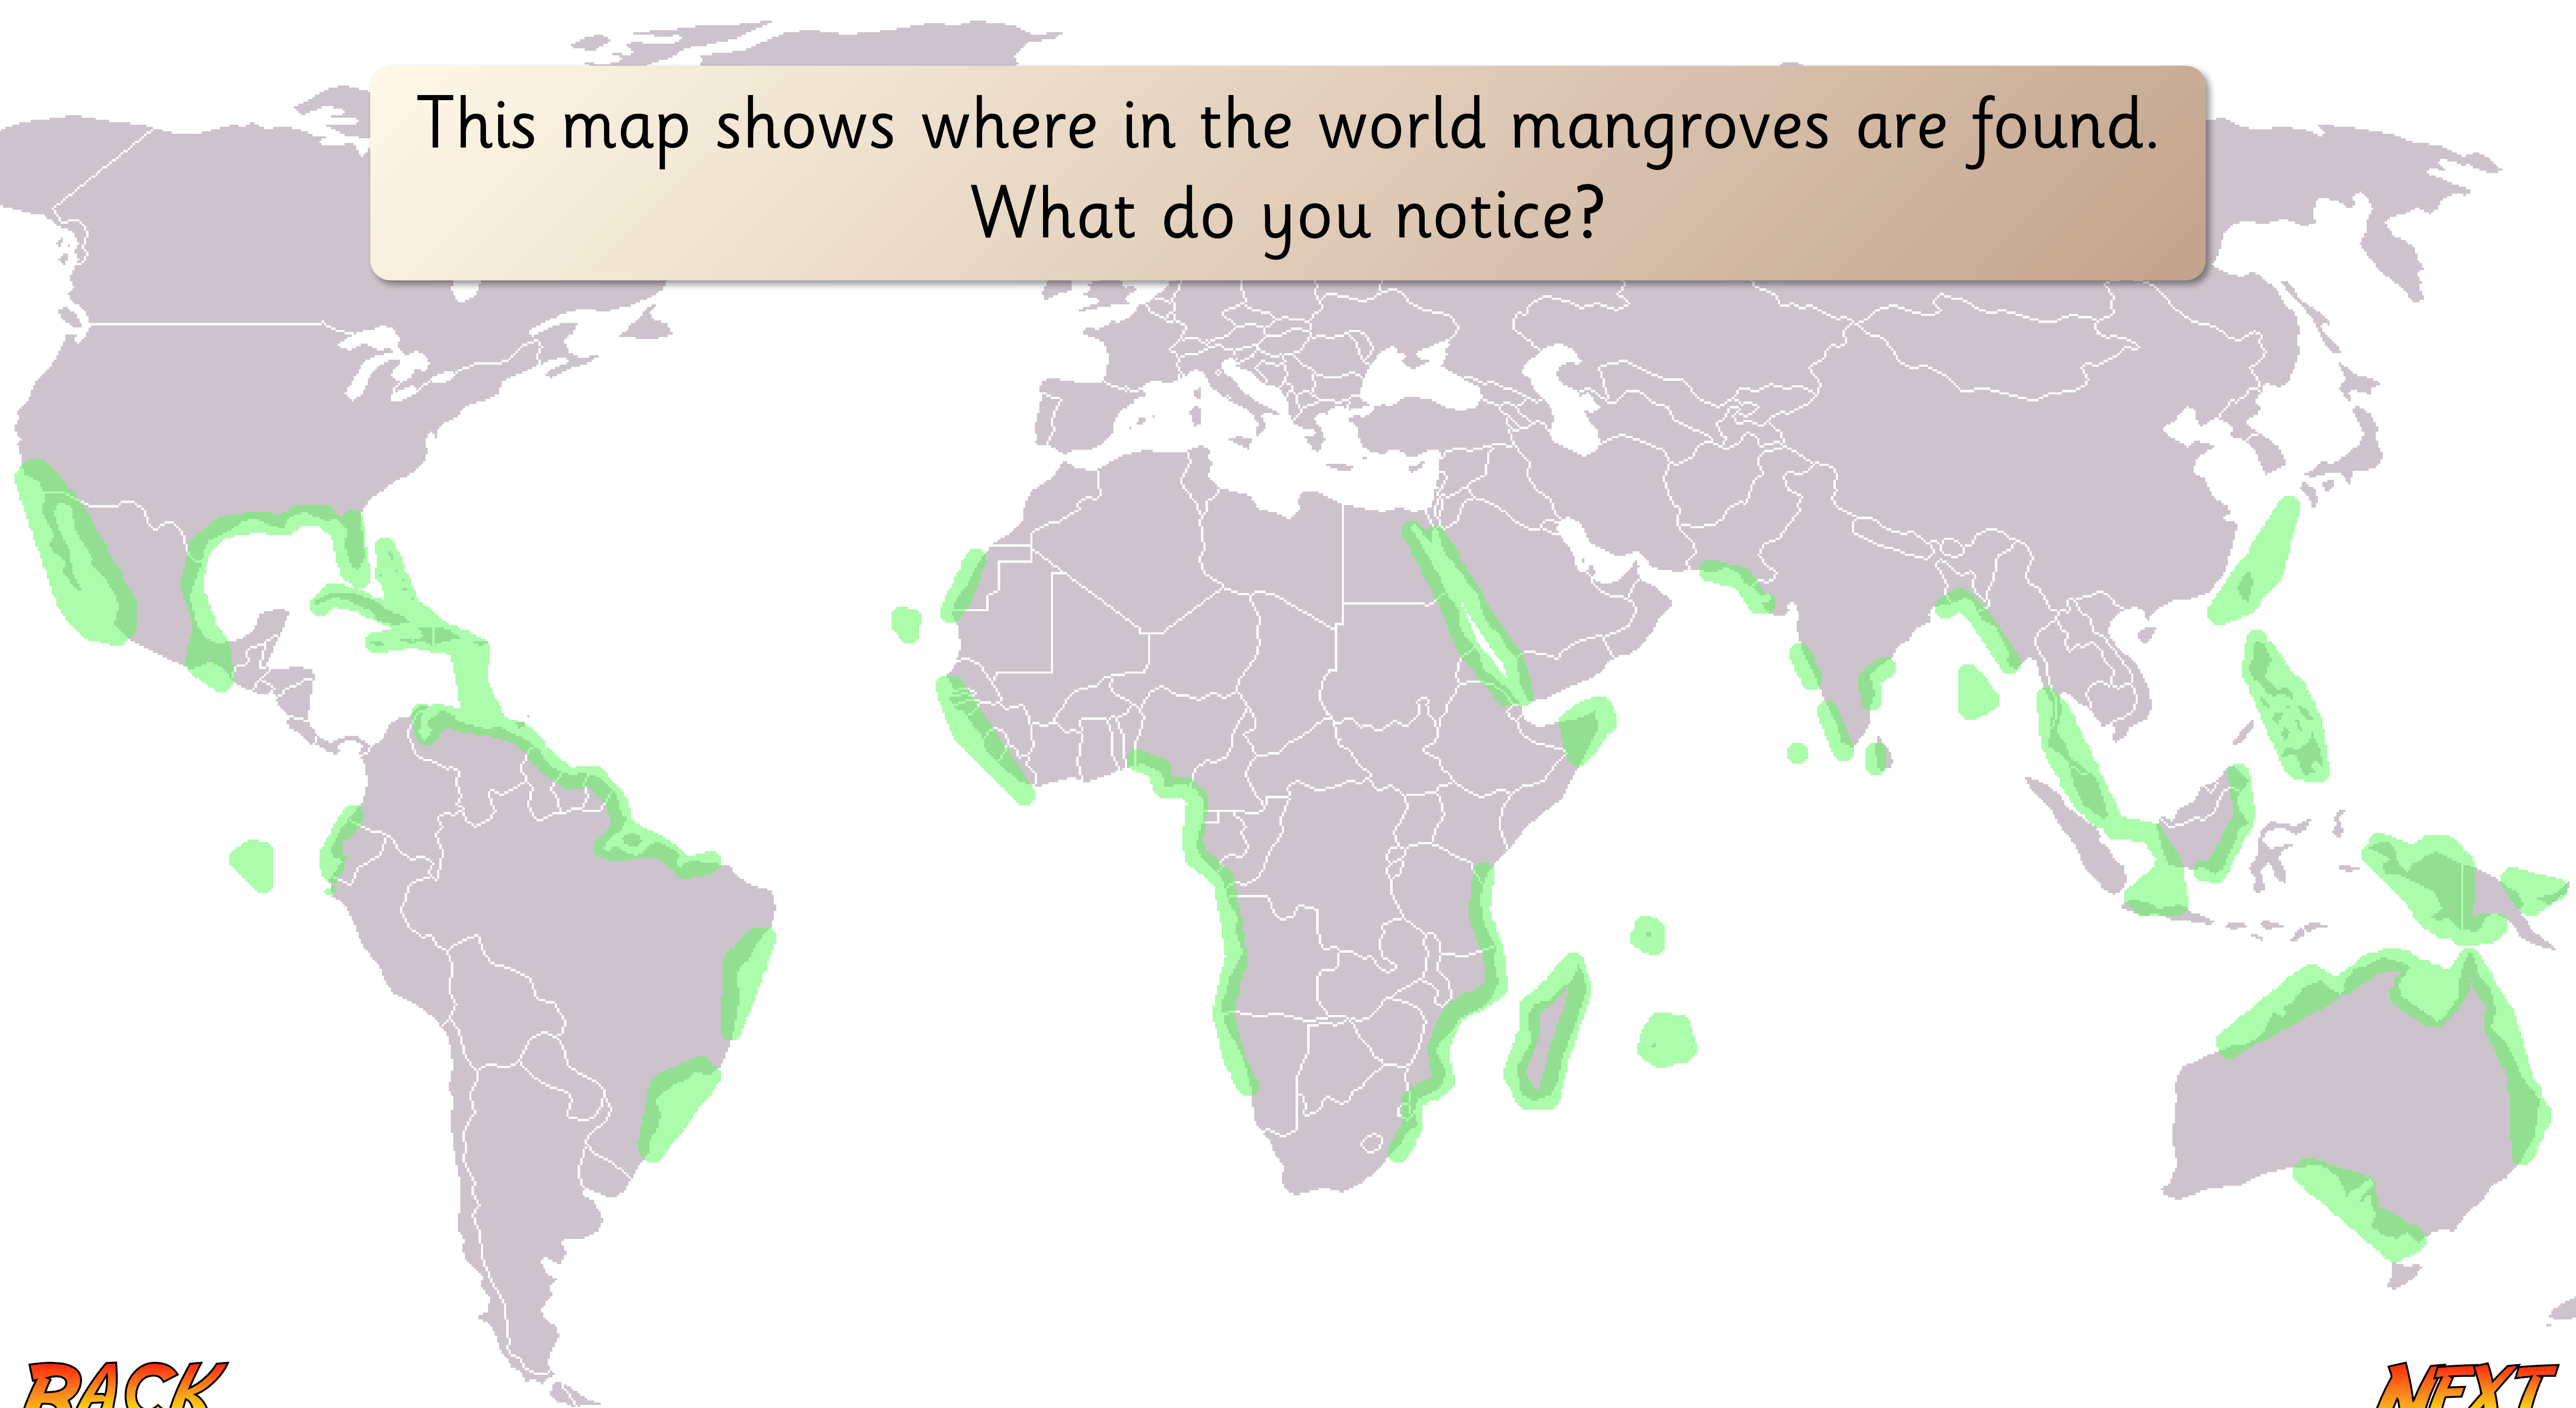 This map shows where in the world mangroves are found.
What do you notice?
BACK
NEXT